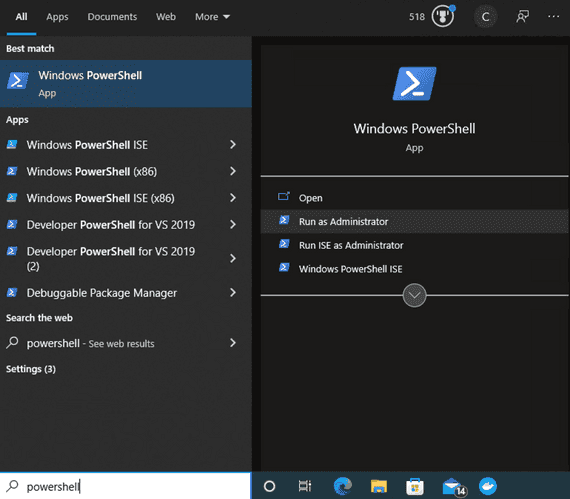 All Apps Documents Web More 518 C
Best match
Windows PowerShell
App
Apps
Windows PowerShell ISE
Windows PowerShell (x86)
Windows PowerShell ISE (x86)
Developer PowerShell for VS 2019
Developer PowerShell for VS 2019
(2)
Debuggable Package Manager
Search the web
powershell - See web results
Settings (3)
Windows PowerShell
App
Open
Run as Administrator
Run ISE as Administrator
Windows PowerShell ISE
powershell
14